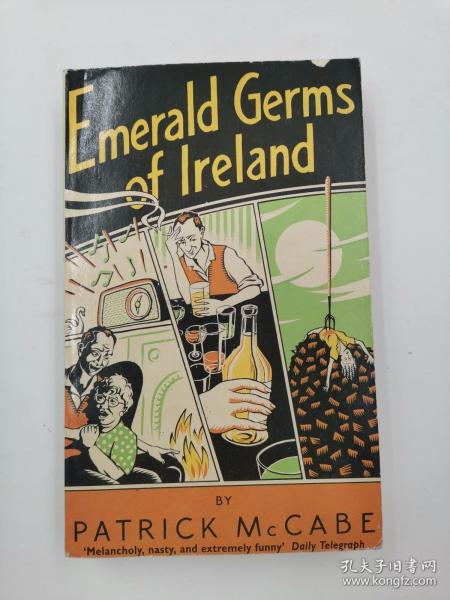 Emerald Germs
of Ireland
BY
PATRICK McCABE
'Melancholy, nasty, and extremely funny' Daily Telegraph
孔夫子旧书网
www.kongfz.com